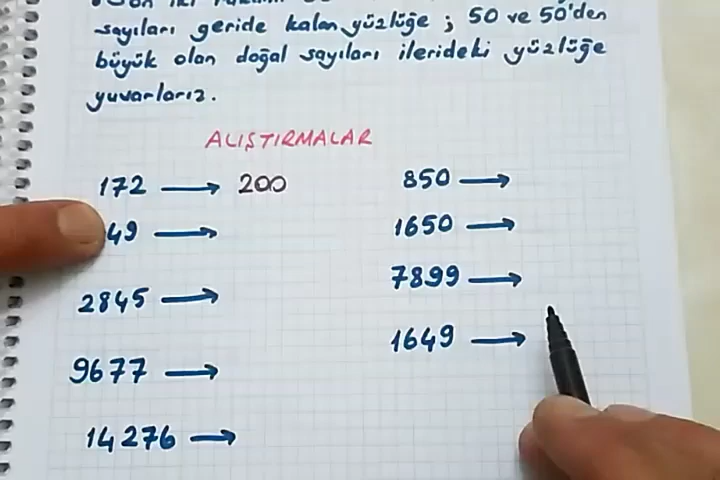 sayıları geride kalan yüzlüğe ; 50 ve 50'den
büyük olan doğal sayıları ilerideki yüzlüğe
yuvarlarız.
ALIŞTIRMALAR
172 → 200
49 →
2845 →
9677 →
14276 →
850 →
1650 →
7899 →
1649 →